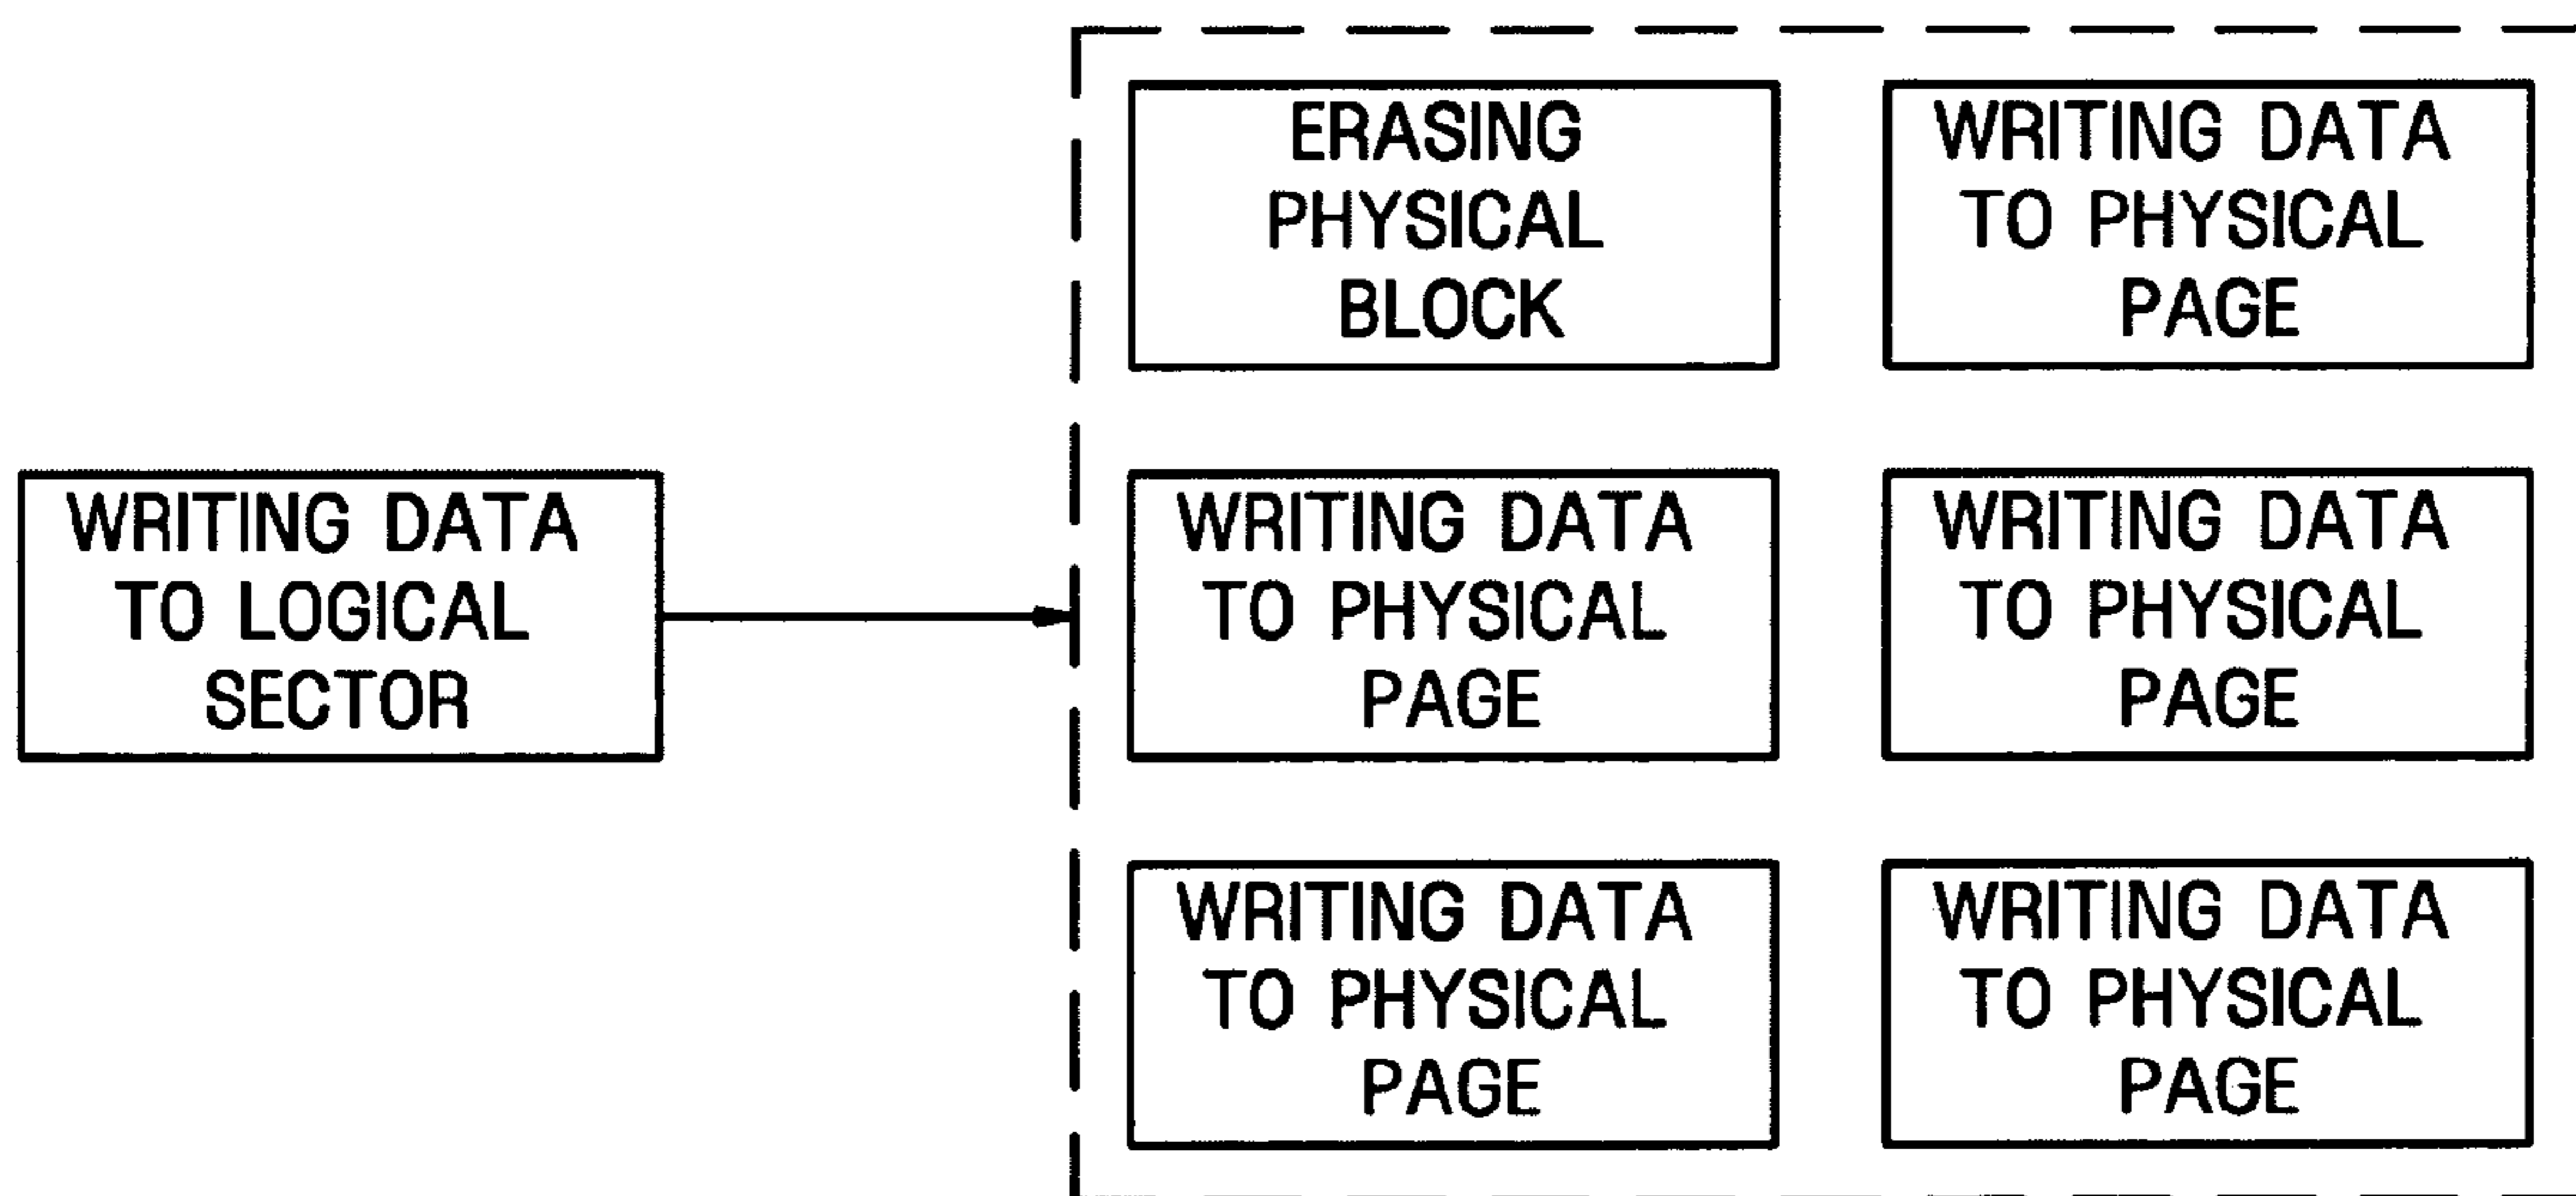 WRITING DATA
TO LOGICAL
SECTOR
ERASING
PHYSICAL
BLOCK
WRITING DATA
TO PHYSICAL
PAGE
WRITING DATA
TO PHYSICAL
PAGE
WRITING DATA
TO PHYSICAL
PAGE
WRITING DATA
TO PHYSICAL
PAGE
WRITING DATA
TO PHYSICAL
PAGE